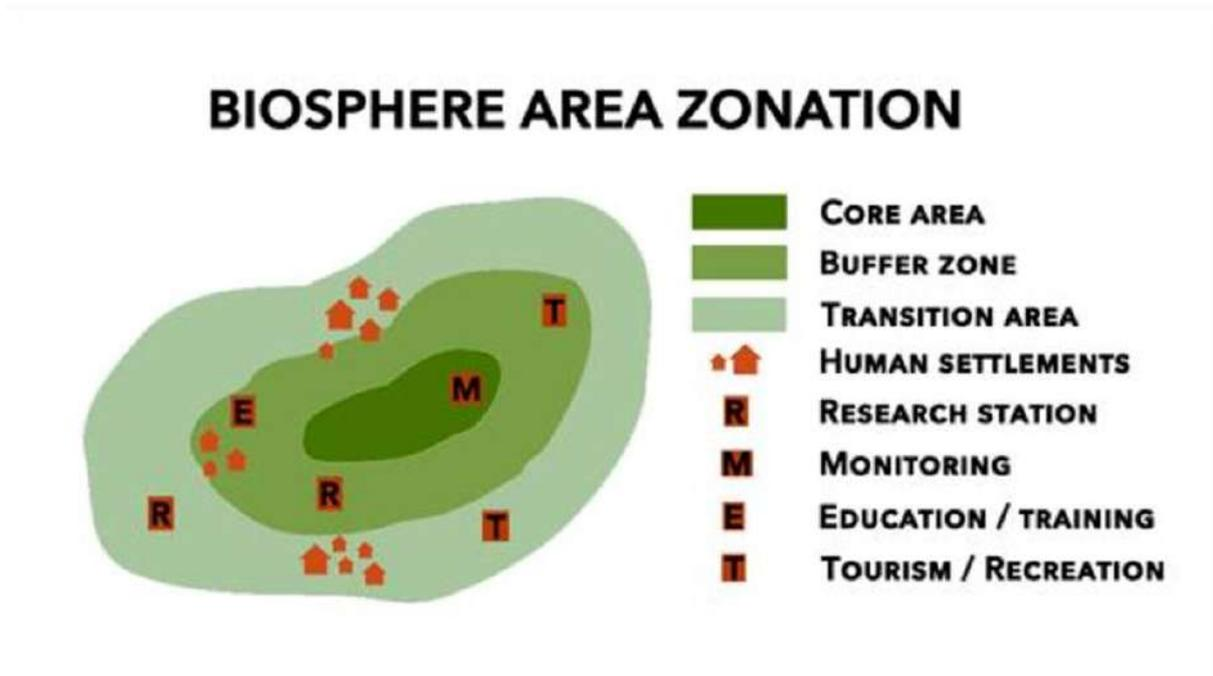 BIOSPHERE AREA ZONATION
CORE AREA
BUFFER ZONE
TRANSITION AREA
HUMAN SETTLEMENTS
R RESEARCH STATION
M MONITORING
E EDUCATION / TRAINING
T TOURISM / RECREATION
T
M
E
R
R
T